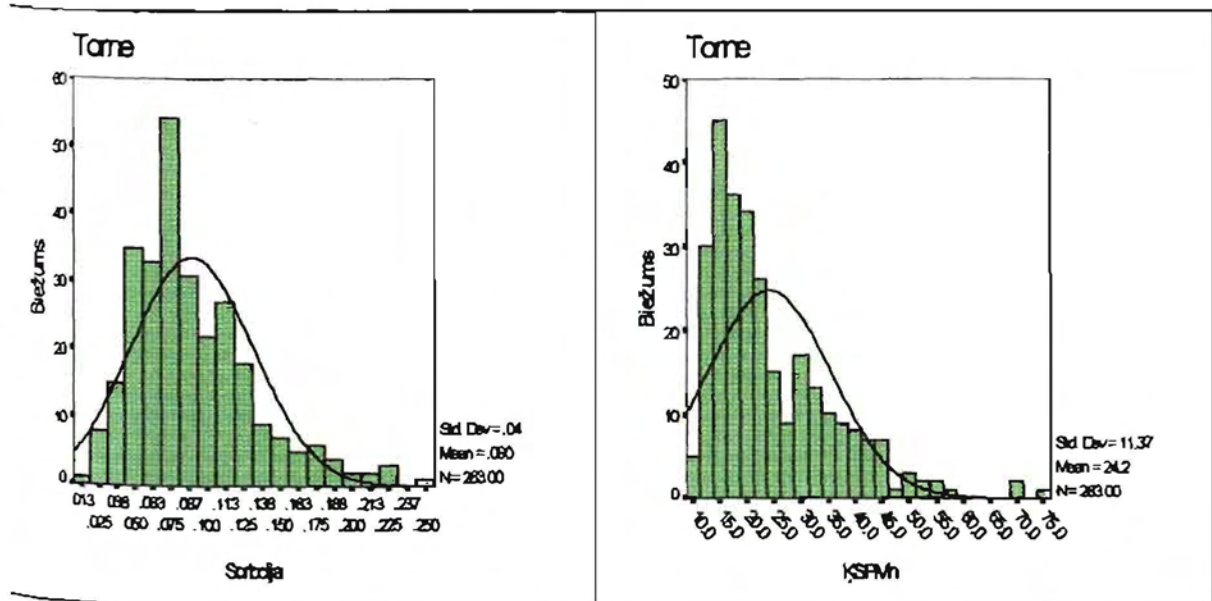 Tome
60
50
40
30
20
10
0
Biežums
.013 .038 .063 .087 .113 .138 .163 .188 .213 .237
.025 .050 .075 .100 .125 .150 .175 .200 .225 .250
Sorbcija
Std. Dev = .04
Mean = .090
N = 283.00
Tome
50
40
30
20
10
0
Biežums
10.0 15.0 20.0 25.0 30.0 35.0 40.0 45.0 50.0 55.0 60.0 65.0 70.0 75.0
ĶSPMn
Std. Dev = 11.37
Mean = 24.2
N = 283.00